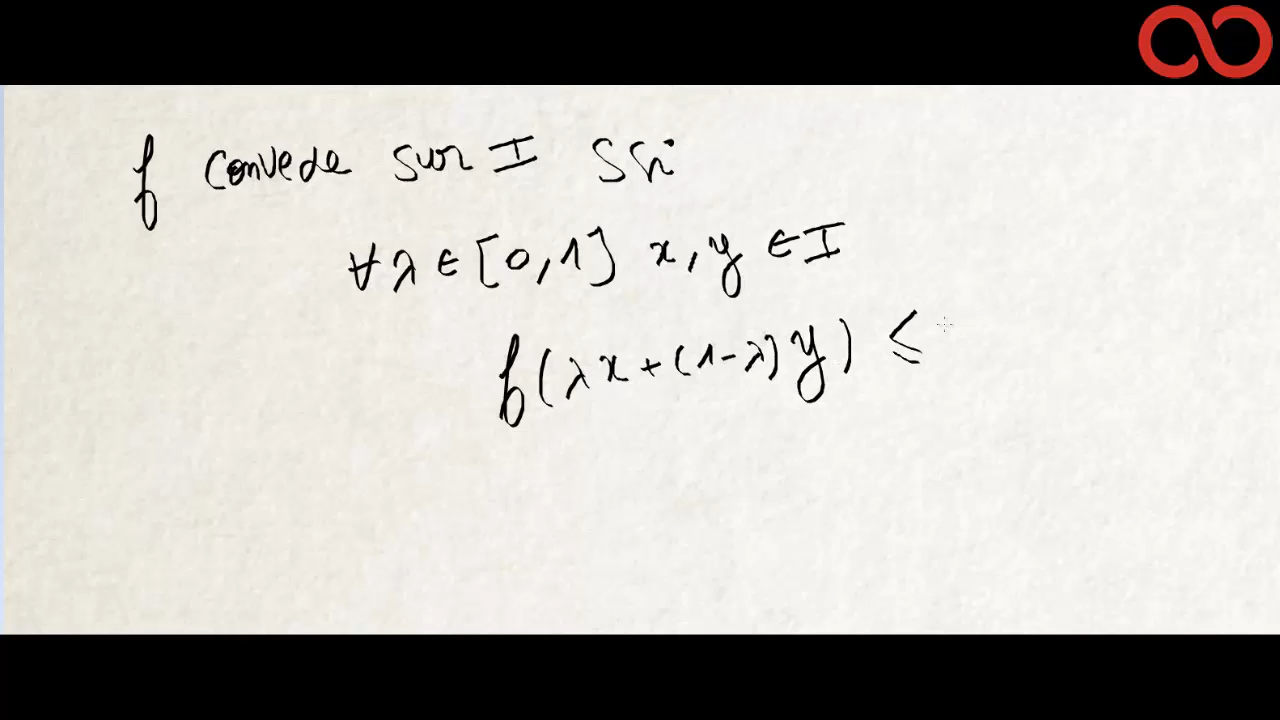 f convexe sur I ssi
∀ λ ∈ [0,1] x, y ∈ I
f(λx + (1-λ)y) ≤